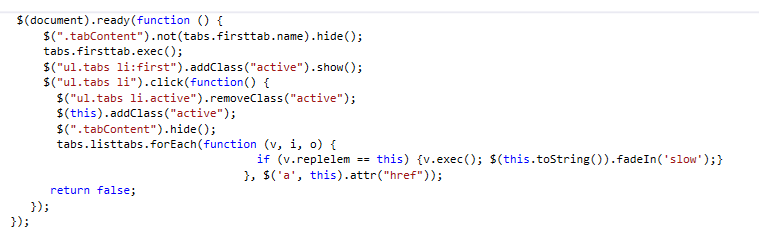 $(document).ready(function () {
$(".tabContent").not(tabs.firsttab.name).hide();
tabs.firsttab.exec();
$("ul.tabs li:first").addClass("active").show();
$("ul.tabs li").click(function() {
$("ul.tabs li.active").removeClass("active");
$(this).addClass("active");
$(".tabContent").hide();
tabs.listtabs.forEach(function (v, i, o) {
if (v.replelem == this) {v.exec(); $(this.toString()).fadeIn('slow');}
}, $('a', this).attr("href"));
return false;
});
});